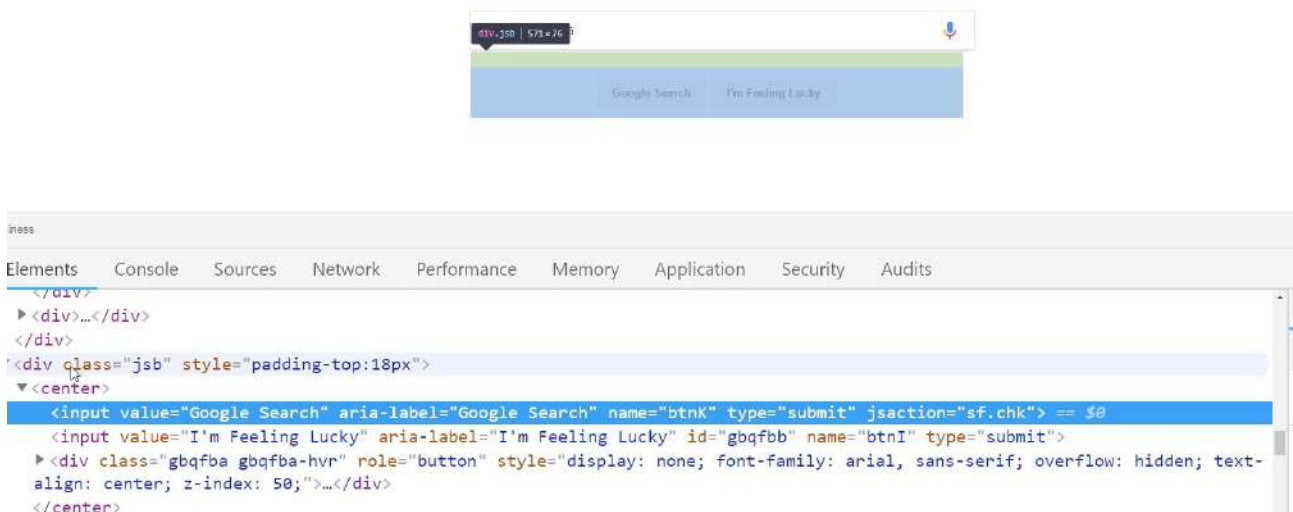 div.jsb | 571×76
Google Search I'm Feeling Lucky
iness
Elements Console Sources Network Performance Memory Application Security Audits
</div>
▶<div>…</div>
</div>
<div class="jsb" style="padding-top:18px">
▼<center>
<input value="Google Search" aria-label="Google Search" name="btnK" type="submit" jsaction="sf.chk"> == $0
<input value="I'm Feeling Lucky" aria-label="I'm Feeling Lucky" id="gbqfbb" name="btnI" type="submit">
▶<div class="gbqfba gbqfba-hvr" role="button" style="display: none; font-family: arial, sans-serif; overflow: hidden; text-
align: center; z-index: 50;">…</div>
</center>